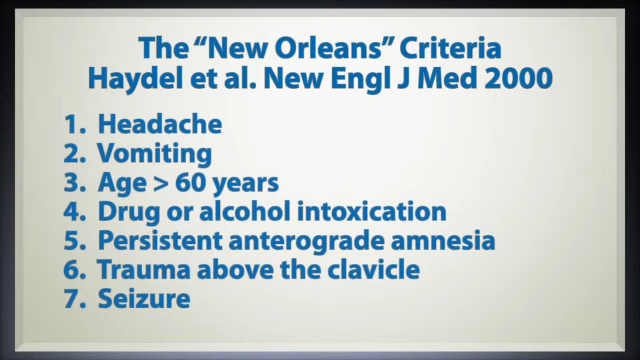 The “New Orleans” Criteria
Haydel et al. New Engl J Med 2000
1. Headache
2. Vomiting
3. Age > 60 years
4. Drug or alcohol intoxication
5. Persistent anterograde amnesia
6. Trauma above the clavicle
7. Seizure